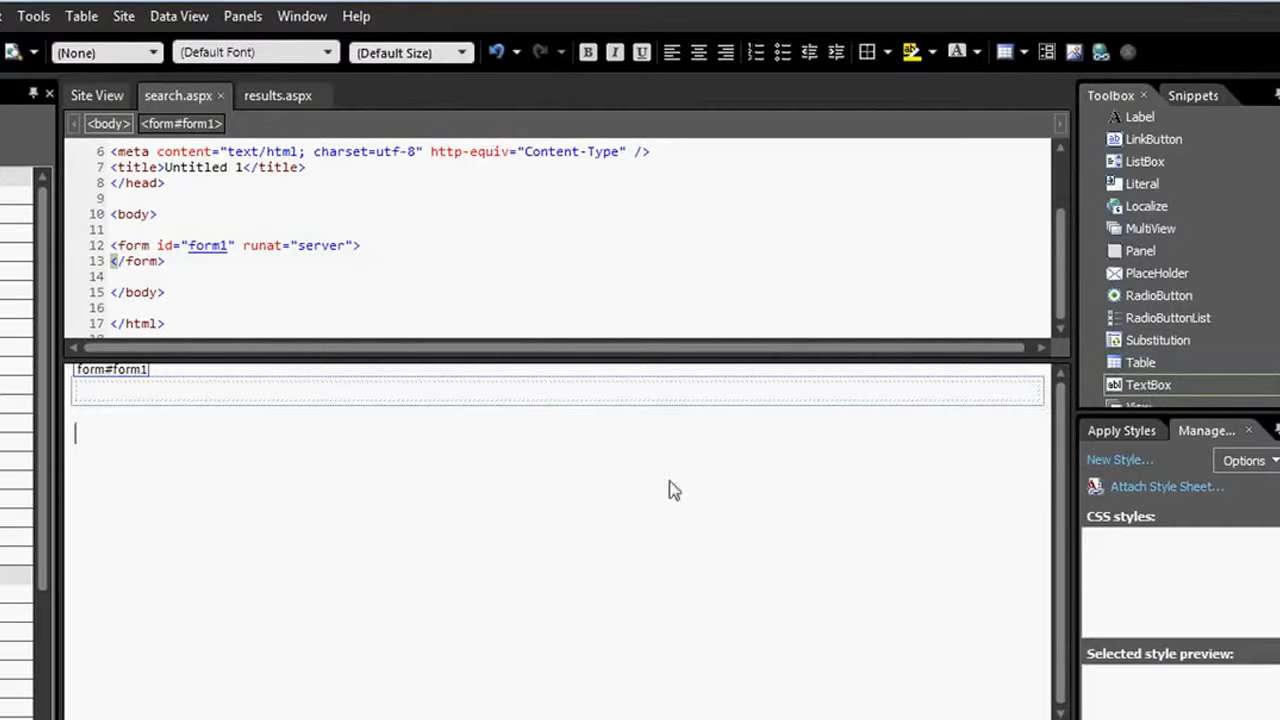 Tools Table Site Data View Panels Window Help
(None) (Default Font) (Default Size) B I U A
Site View search.aspx × results.aspx
<body> <form#form1>
6 <meta content="text/html; charset=utf-8" http-equiv="Content-Type" />
7 <title>Untitled 1</title>
8 </head>
9
10 <body>
11
12 <form id="form1" runat="server">
13 </form>
14
15 </body>
16
17 </html>
form#form1
Toolbox × Snippets
A Label
ab LinkButton
ListBox
Literal
Localize
MultiView
Panel
PlaceHolder
RadioButton
RadioButtonList
Substitution
Table
abl TextBox
Apply Styles Manage... ×
New Style... Options
Attach Style Sheet...
CSS styles:
Selected style preview: